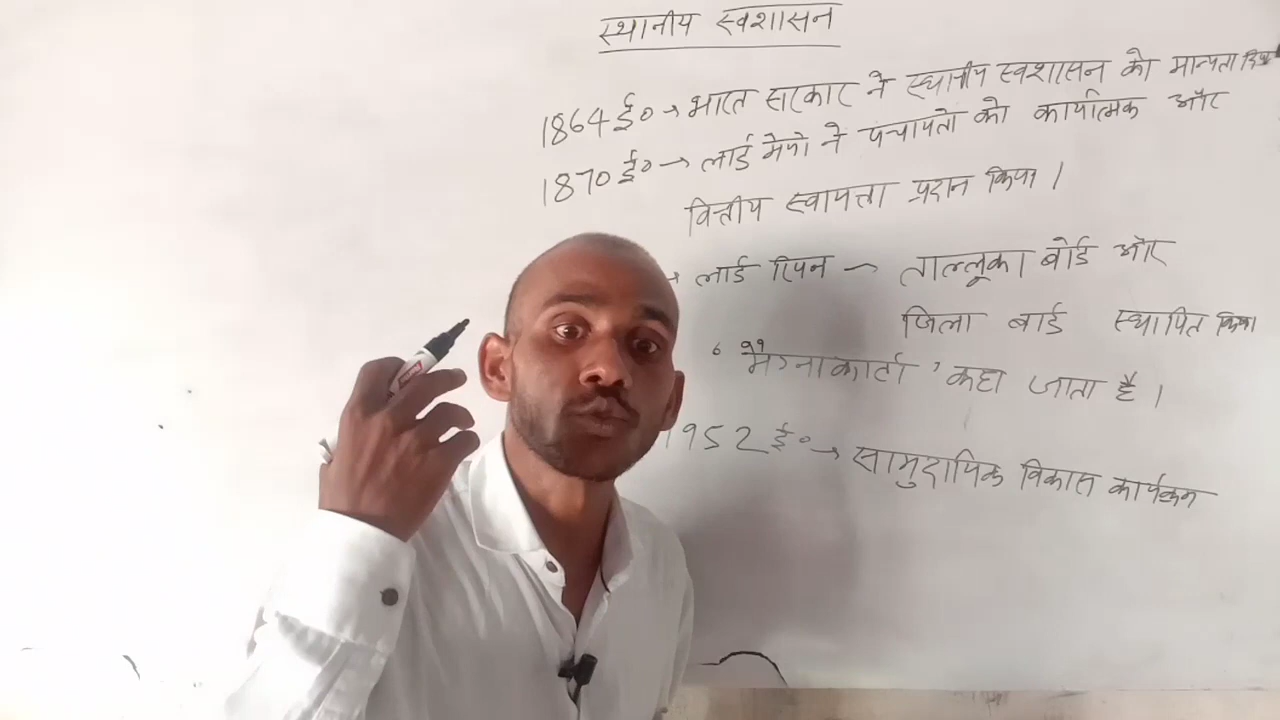 स्थानीय स्वशासन
1864 ई० → भारत सरकार ने स्थानीय स्वशासन को मान्यता
1870 ई० → लार्ड मेयो ने पंचायतो को कार्यात्मक और
वित्तीय स्वायत्ता प्रदान किया।
→ लार्ड रिपन → ताल्लूका बोर्ड और
जिला बोर्ड स्थापित किया
'मैग्नाकार्टा' कहा जाता है।
1952 ई० → सामुदायिक विकास कार्यक्रम